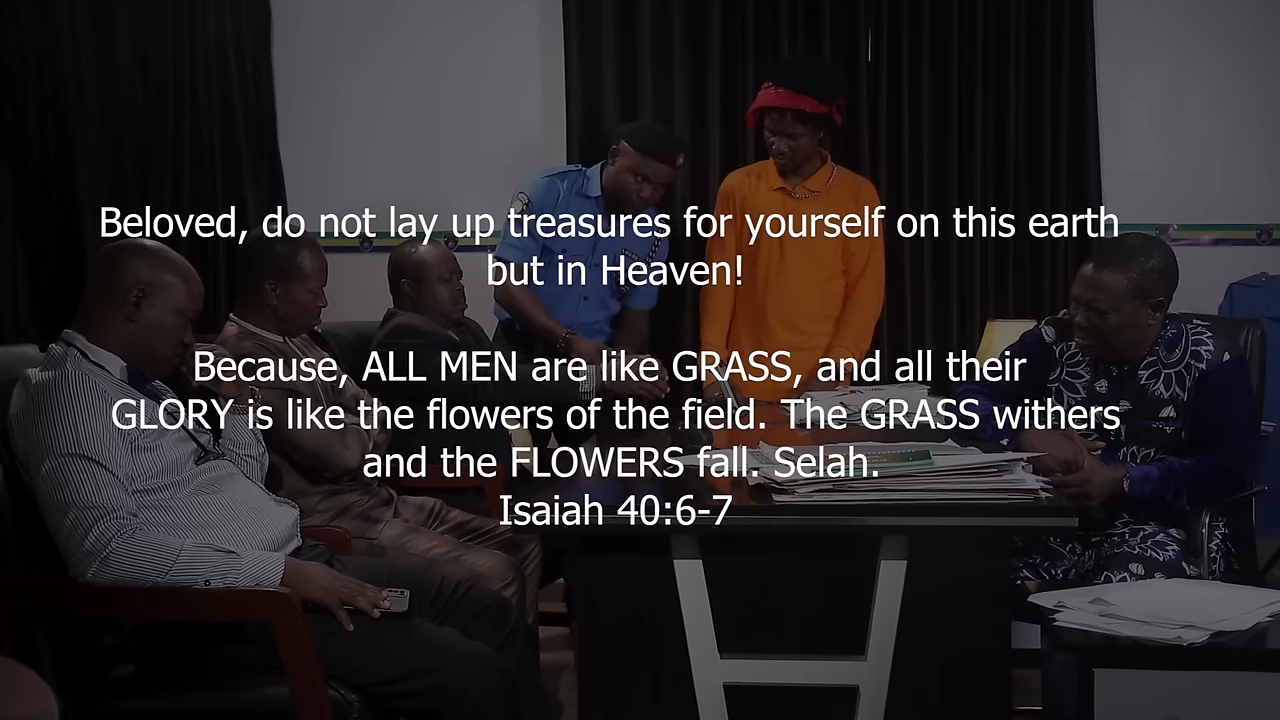 Beloved, do not lay up treasures for yourself on this earth
but in Heaven!
Because, ALL MEN are like GRASS, and all their
GLORY is like the flowers of the field. The GRASS withers
and the FLOWERS fall. Selah.
Isaiah 40:6-7